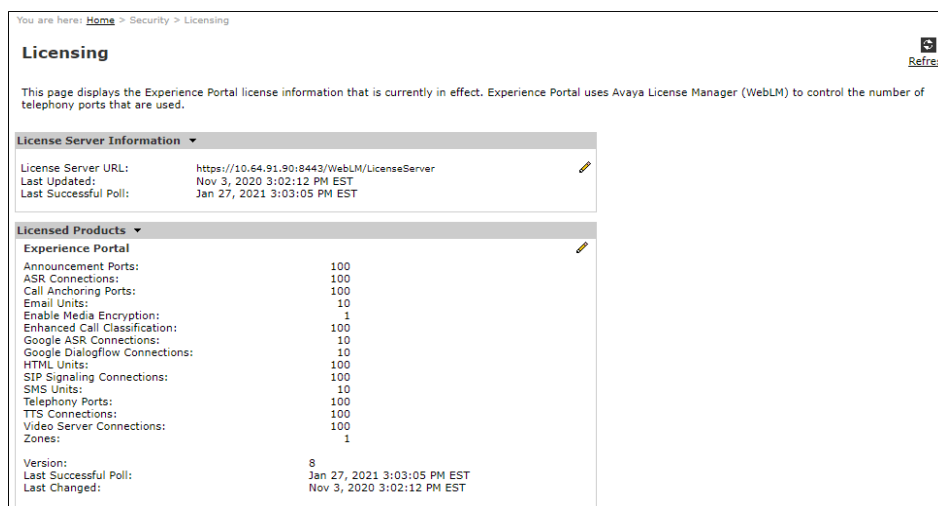 You are here: Home > Security > Licensing
Licensing
This page displays the Experience Portal license information that is currently in effect. Experience Portal uses Avaya License Manager (WebLM) to control the number of
telephony ports that are used.
License Server Information
License Server URL: https://10.64.91.90:8443/WebLM/LicenseServer
Last Updated: Nov 3, 2020 3:02:12 PM EST
Last Successful Poll: Jan 27, 2021 3:03:05 PM EST
Licensed Products
Experience Portal
Announcement Ports: 100
ASR Connections: 100
Call Anchoring Ports: 100
Email Units: 10
Enable Media Encryption: 1
Enhanced Call Classification: 100
Google ASR Connections: 10
Google Dialogflow Connections: 10
HTML Units: 100
SIP Signaling Connections: 100
SMS Units: 10
Telephony Ports: 100
TTS Connections: 100
Video Server Connections: 100
Zones: 1
Version: 8
Last Successful Poll: Jan 27, 2021 3:03:05 PM EST
Last Changed: Nov 3, 2020 3:02:12 PM EST